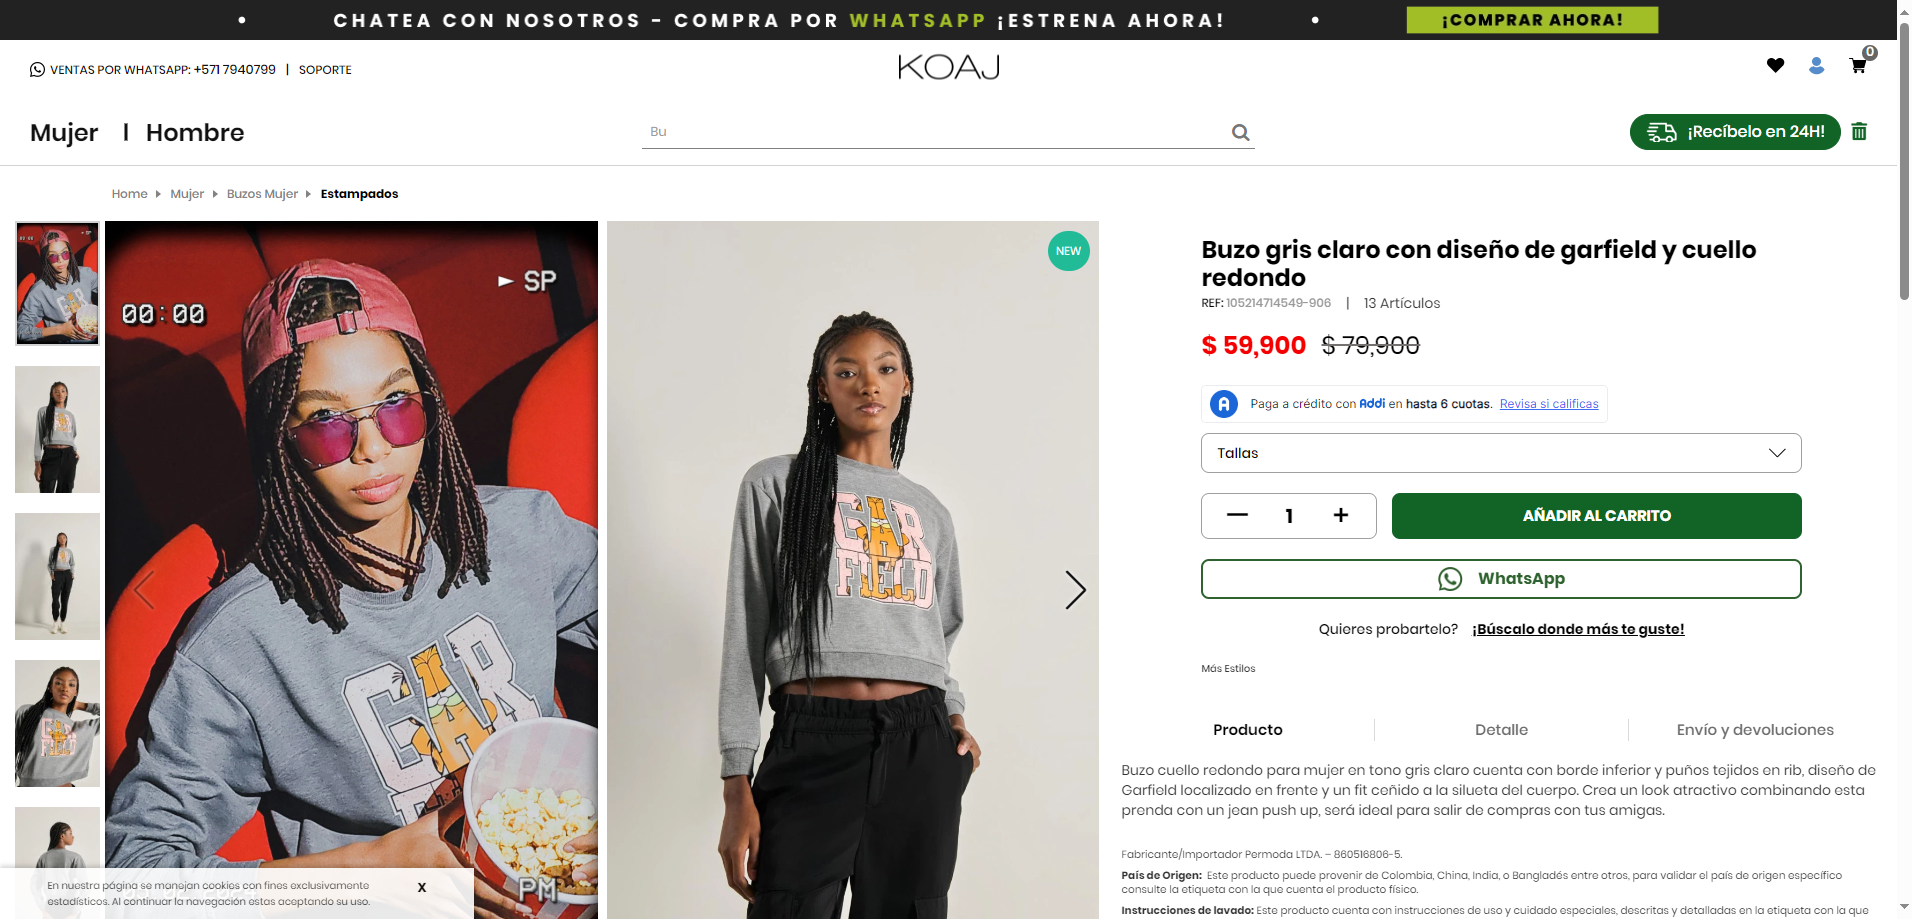 CHATEA CON NOSOTROS - COMPRA POR WHATSAPP ¡ESTRENA AHORA!
¡COMPRAR AHORA!
VENTAS POR WHATSAPP: +571 7940799 | SOPORTE
KOAJ
0
Mujer | Hombre
Bu
¡Recíbelo en 24H!
Home Mujer Buzos Mujer Estampados
00:00
SP
PM
NEW
CAR
FIELD
Buzo gris claro con diseño de garfield y cuello
redondo
REF: 105214714549-906 | 13 Artículos
$ 59,900 $ 79,900
A Paga a crédito con Addi en hasta 6 cuotas. Revisa si calificas
Tallas
— 1 +
AÑADIR AL CARRITO
WhatsApp
Quieres probartelo? ¡Búscalo donde más te guste!
Más Estilos
Producto
Detalle
Envío y devoluciones
Buzo cuello redondo para mujer en tono gris claro cuenta con borde inferior y puños tejidos en rib, diseño de
Garfield localizado en frente y un fit ceñido a la silueta del cuerpo. Crea un look atractivo combinando esta
prenda con un jean push up, será ideal para salir de compras con tus amigas.
Fabricante/Importador Permoda LTDA. – 860516806-5.
País de Origen: Este producto puede provenir de Colombia, China, India, o Bangladés entre otros, para validar el país de origen específico
consulte la etiqueta con la que cuenta el producto físico.
Instrucciones de lavado: Este producto cuenta con instrucciones de uso y cuidado especiales, descritas y detalladas en la etiqueta con la que
En nuestra página se manejan cookies con fines exclusivamente
estadísticos. Al continuar la navegación estas aceptando su uso.
X